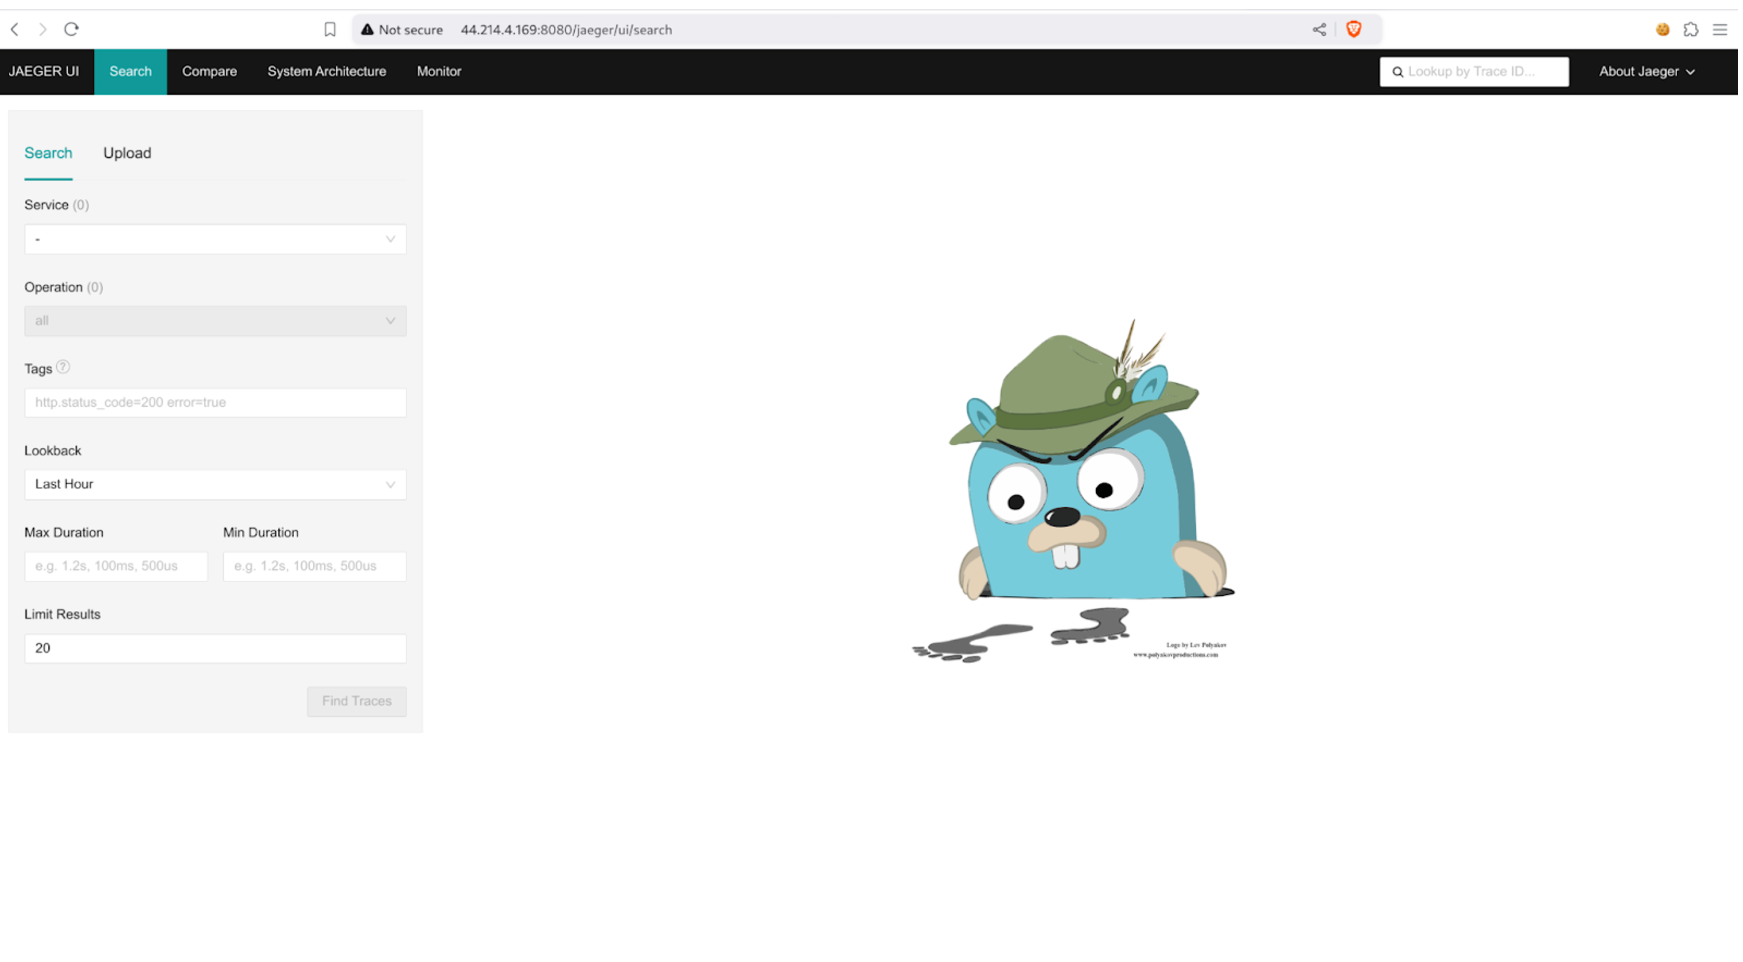 Not secure 44.214.4.169:8080/jaeger/ui/search
JAEGER UI Search Compare System Architecture Monitor Lookup by Trace ID... About Jaeger
Search Upload
Service (0)
-
Operation (0)
all
Tags ?
http.status_code=200 error=true
Lookback
Last Hour
Max Duration Min Duration
e.g. 1.2s, 100ms, 500us e.g. 1.2s, 100ms, 500us
Limit Results
20
Find Traces
Logo by Lev Polyakov
www.polyakovproductions.com